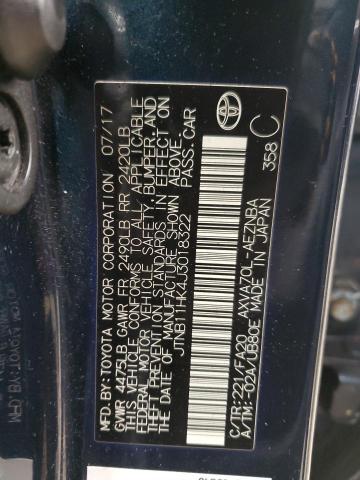 MFD.BY: TOYOTA MOTOR CORPORATION 07/17
GVWR 4475LB GAWR FR 2490LB RR 2420LB
THIS VEHICLE CONFORMS TO ALL APPLICABLE
FEDERAL MOTOR VEHICLE SAFETY, BUMPER, AND
THEFT PREVENTION STANDARDS IN EFFECT ON
THE DATE OF MANUFACTURE SHOWN ABOVE.
JTNB11HK4J3018322 PASS.CAR
C/TR:221/FA20 AXVA70L-AEZNBA
A/TM:-02A/UB80E MADE IN JAPAN
358 C